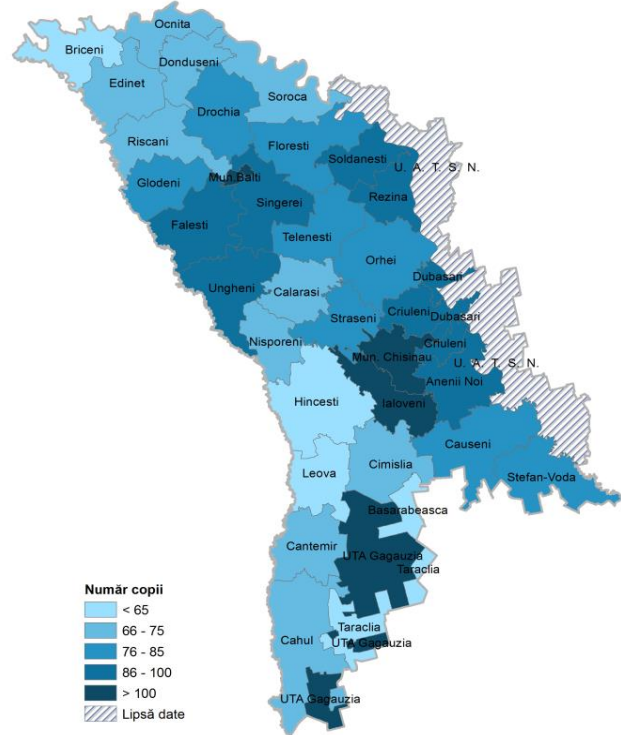 Ocnita
Briceni
Donduseni
Edinet
Soroca
Drochia
Riscani
Floresti
Soldanesti
U. A. T. S. N.
Glodeni
Mun.Balti
Rezina
Singerei
Falesti
Telenesti
Orhei
Dubasari
Ungheni
Calarasi
Criuleni
Dubasari
Straseni
Nisporeni
Criuleni
Mun. Chisinau
U. A. T. S. N.
Anenii Noi
Hincesti
Ialoveni
Causeni
Leova
Cimislia
Stefan-Voda
Basarabeasca
Cantemir
UTA Gagauzia
Taraclia
Număr copii
< 65
66 - 75
76 - 85
86 - 100
> 100
Lipsă date
Taraclia
Cahul
UTA Gagauzia
UTA Gagauzia